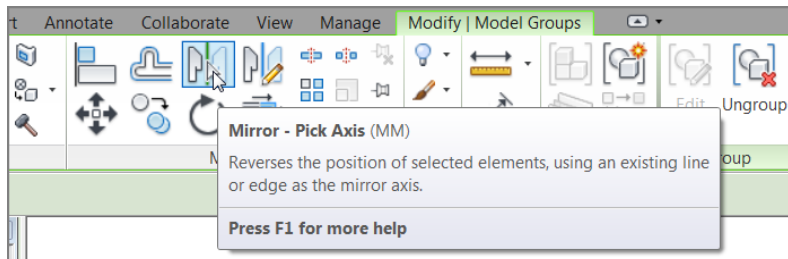 Annotate Collaborate View Manage Modify | Model Groups
Edit Ungroup
Mirror - Pick Axis (MM)
Reverses the position of selected elements, using an existing line
or edge as the mirror axis.
Press F1 for more help